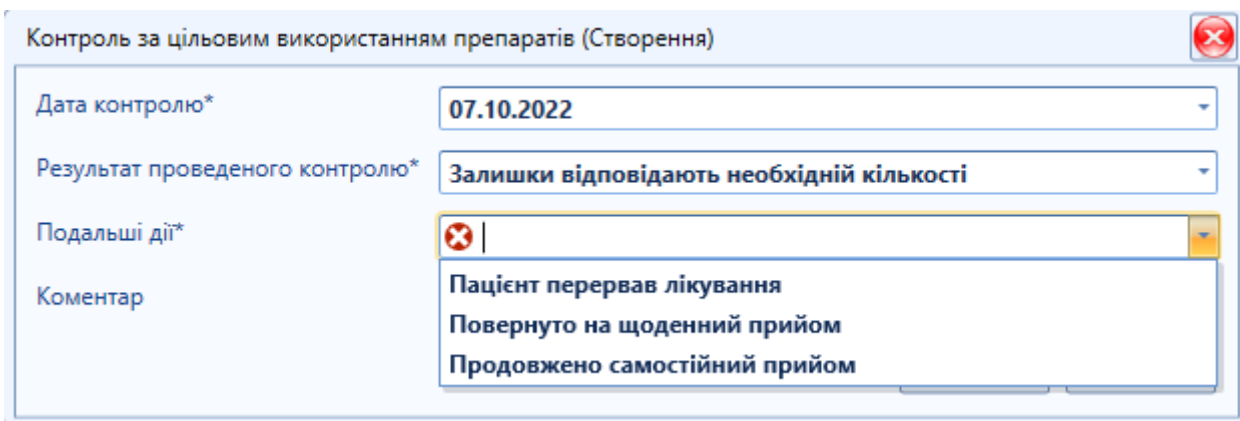 Контроль за цільовим використанням препаратів (Створення)
Дата контролю*
07.10.2022
Результат проведеного контролю*
Залишки відповідають необхідній кількості
Подальші дії*
Коментар
Пацієнт перервав лікування
Повернуто на щоденний прийом
Продовжено самостійний прийом